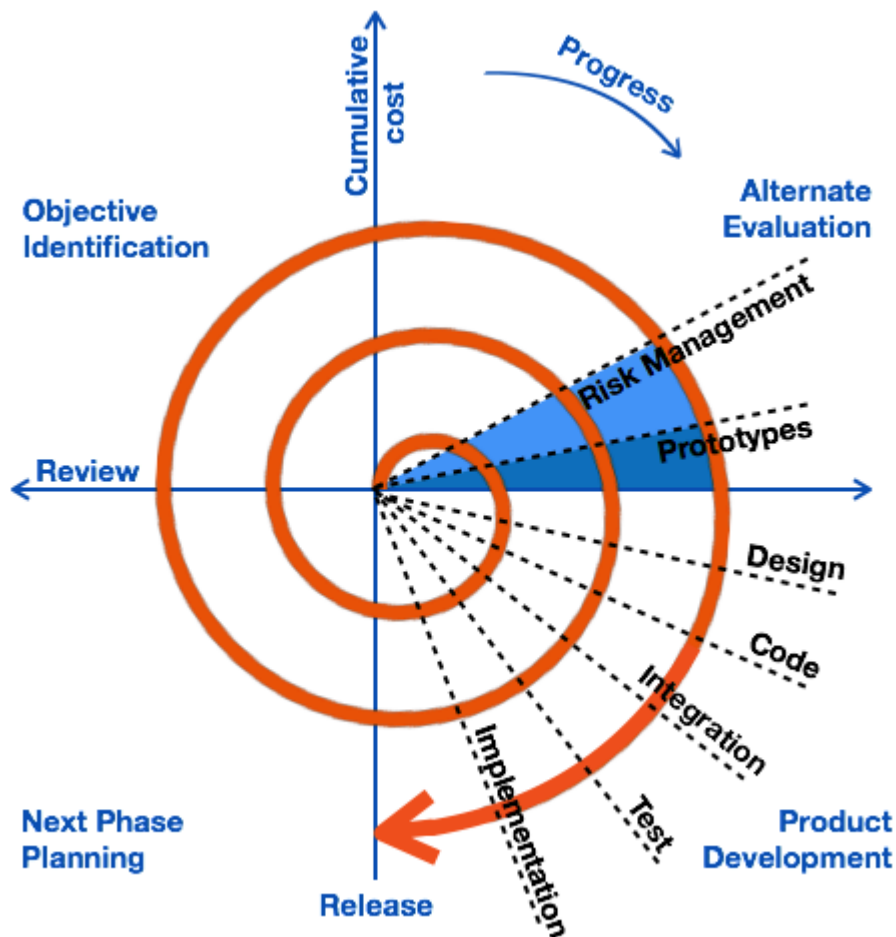 Cumulative
cost
Progress
Objective
Identification
Alternate
Evaluation
Risk Management
Prototypes
Review
Design
Code
Integration
Test
Implementation
Next Phase
Planning
Product
Development
Release